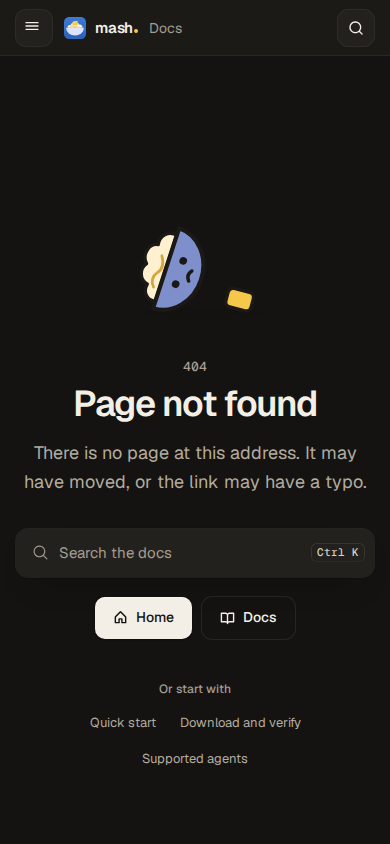 mash. Docs
404
Page not found
There is no page at this address. It may
have moved, or the link may have a typo.
Search the docs Ctrl K
Home Docs
Or start with
Quick start Download and verify
Supported agents